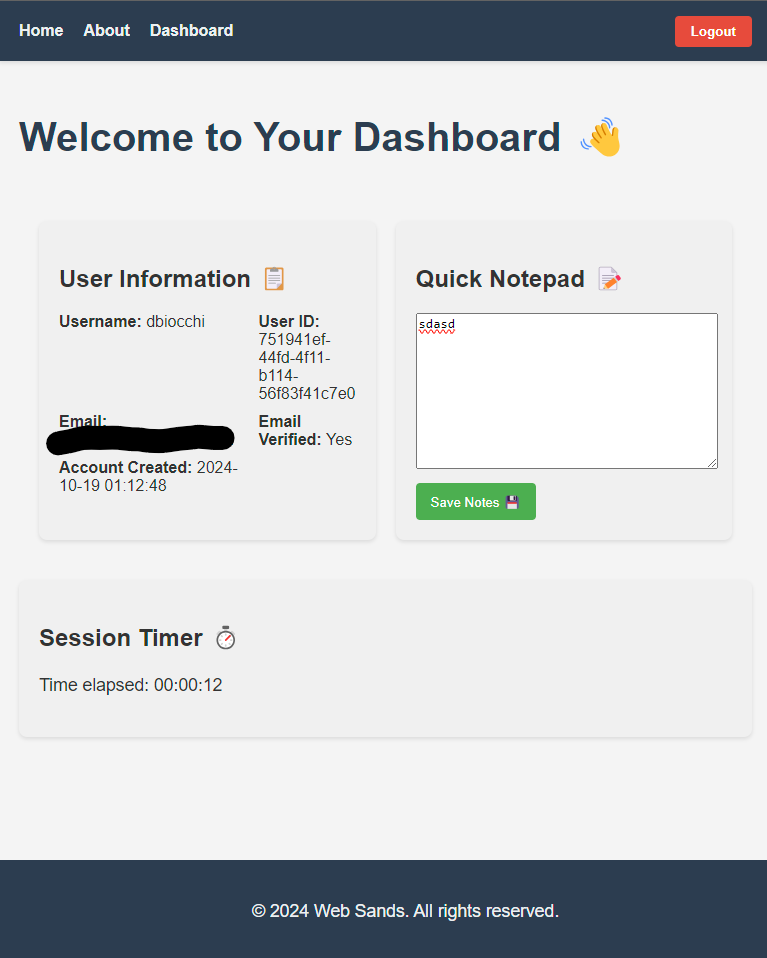 Home About Dashboard Logout
Welcome to Your Dashboard 👋
User Information 📋
Username: dbiocchi
User ID:
751941ef-
44fd-4f11-
b114-
56f83f41c7e0
Email:
Email
Verified: Yes
Account Created: 2024-
10-19 01:12:48
Quick Notepad 📝
sdasd
Save Notes 💾
Session Timer ⏱️
Time elapsed: 00:00:12
© 2024 Web Sands. All rights reserved.